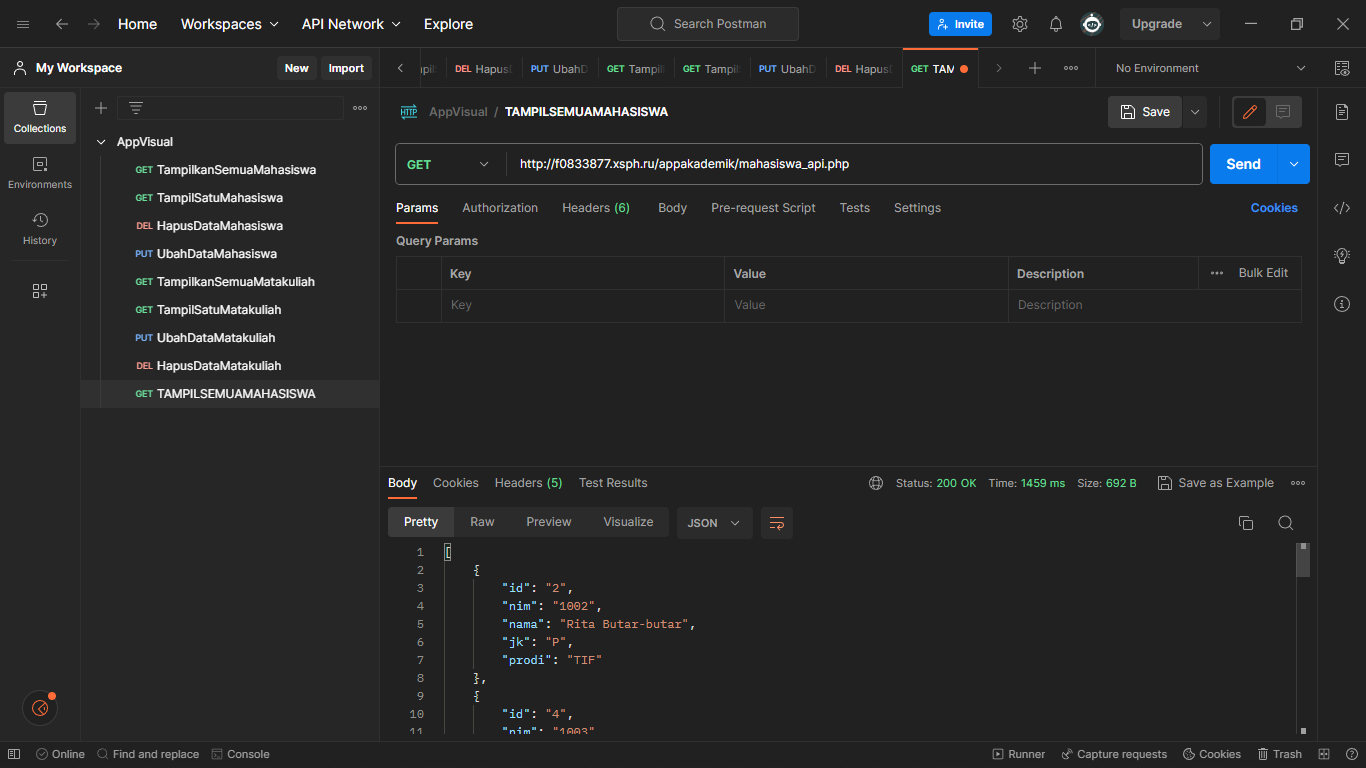 Home Workspaces API Network Explore Search Postman Invite Upgrade
My Workspace New Import
DEL Hapus PUT UbahD GET Tampil GET Tampil PUT UbahD DEL Hapus GET TAM No Environment
Collections
Environments
History
AppVisual
GET TampilkanSemuaMahasiswa
GET TampilSatuMahasiswa
DEL HapusDataMahasiswa
PUT UbahDataMahasiswa
GET TampilkanSemuaMatakuliah
GET TampilSatuMatakuliah
PUT UbahDataMatakuliah
DEL HapusDataMatakuliah
GET TAMPILSEMUAMAHASISWA
HTTP AppVisual / TAMPILSEMUAMAHASISWA Save
GET http://f0833877.xsph.ru/appakademik/mahasiswa_api.php Send
Params Authorization Headers (6) Body Pre-request Script Tests Settings Cookies
Query Params
Key Value Description Bulk Edit
Key Value Description
Body Cookies Headers (5) Test Results Status: 200 OK Time: 1459 ms Size: 692 B Save as Example
Pretty Raw Preview Visualize JSON
1 [
2 {
3 "id": "2",
4 "nim": "1002",
5 "nama": "Rita Butar-butar",
6 "jk": "P",
7 "prodi": "TIF"
8 },
9 {
10 "id": "4",
11 "nim": "1003"
Online Find and replace Console Runner Capture requests Cookies Trash